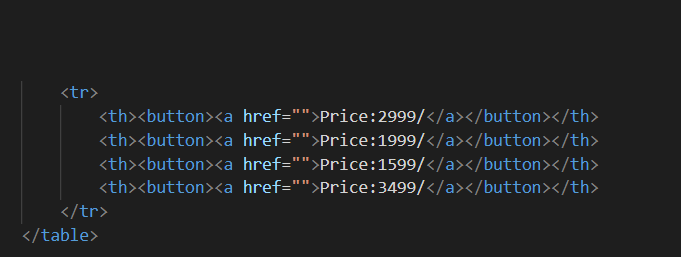 <tr>
<th><button><a href="">Price:2999/</a></button></th>
<th><button><a href="">Price:1999/</a></button></th>
<th><button><a href="">Price:1599/</a></button></th>
<th><button><a href="">Price:3499/</a></button></th>
</tr>
</table>